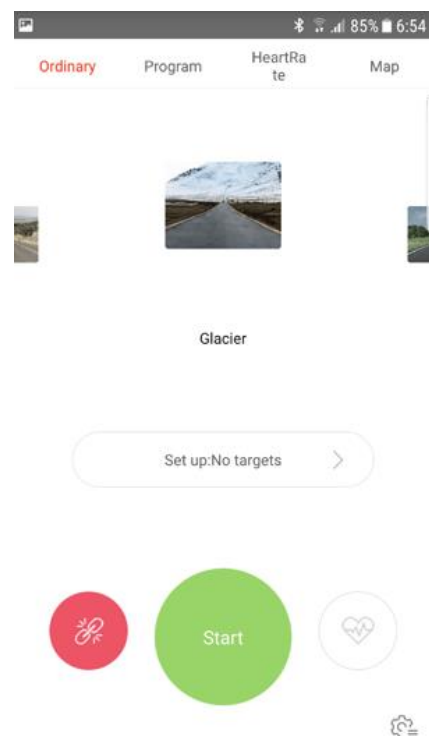 85% 6:54
Ordinary Program HeartRa
te Map
Glacier
Set up:No targets
Start